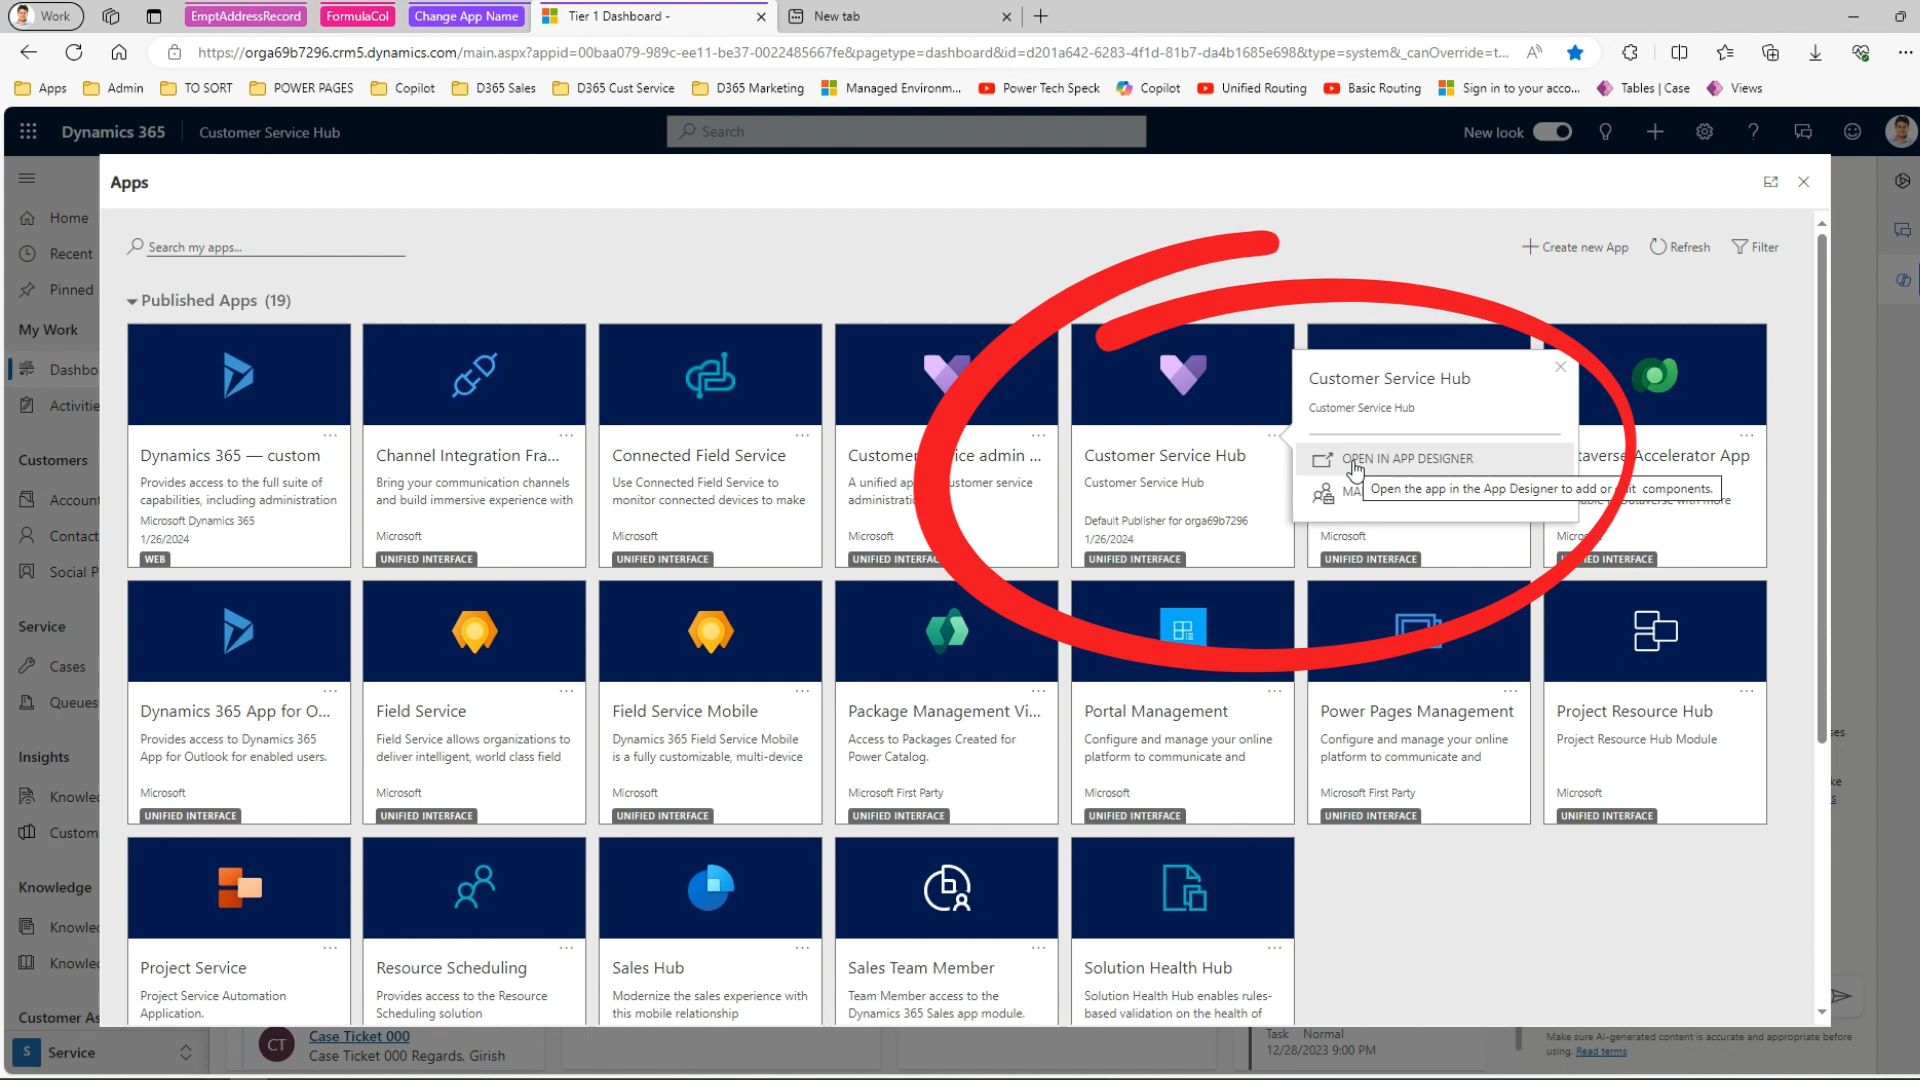 Work
EmptAddressRecord
FormulaCol
Change App Name
Tier 1 Dashboard -
New tab
https://orga69b7296.crm5.dynamics.com/main.aspx?appid=00baa079-989c-ee11-be37-0022485667fe&pagetype=dashboard&id=d201a642-6283-4f1d-81b7-da4b1685e698&type=system&_canOverride=t...
Apps
Admin
TO SORT
POWER PAGES
Copilot
D365 Sales
D365 Cust Service
D365 Marketing
Managed Environm...
Power Tech Speck
Copilot
Unified Routing
Basic Routing
Sign in to your acco...
Tables | Case
Views
Dynamics 365
Customer Service Hub
Search
New look
Apps
Search my apps...
Create new App
Refresh
Filter
Home
Recent
Pinned
My Work
Dashbo
Activitie
Customers
Accoun
Contact
Social P
Service
Cases
Queues
Insights
Knowle
Custom
Knowledge
Knowle
Knowle
Customer As
S
Service
Published Apps (19)
Dynamics 365 — custom
Provides access to the full suite of
capabilities, including administration
Microsoft Dynamics 365
1/26/2024
WEB
Channel Integration Fra...
Bring your communication channels
and build immersive experience with
Microsoft
UNIFIED INTERFACE
Connected Field Service
Use Connected Field Service to
monitor connected devices to make
Microsoft
UNIFIED INTERFACE
Custome
ice admin ...
A unified ap
ustomer service
administrati
Microsoft
UNIFIED INTERFAC
Customer Service Hub
Customer Service Hub
Default Publisher for orga69b7296
1/26/2024
UNIFIED INTERFACE
Customer Service Hub
Customer Service Hub
OPEN IN APP DESIGNER
MA
Open the app in the App Designer to add or edit components.
Microsoft
UNIFIED INTERFACE
taverse Accelerator App
in Dataverse with more
Micros
UNIFIED INTERFACE
Dynamics 365 App for O...
Provides access to Dynamics 365
App for Outlook for enabled users.
Microsoft
UNIFIED INTERFACE
Field Service
Field Service allows organizations to
deliver intelligent, world class field
Microsoft
UNIFIED INTERFACE
Field Service Mobile
Dynamics 365 Field Service Mobile
is a fully customizable, multi-device
Microsoft
UNIFIED INTERFACE
Package Management Vi...
Access to Packages Created for
Power Catalog.
Microsoft First Party
UNIFIED INTERFACE
Portal Management
Configure and manage your online
platform to communicate and
Microsoft
UNIFIED INTERFACE
Power Pages Management
Configure and manage your online
platform to communicate and
Microsoft First Party
UNIFIED INTERFACE
Project Resource Hub
Project Resource Hub Module
Microsoft
UNIFIED INTERFACE
Project Service
Project Service Automation
Application.
Resource Scheduling
Provides access to the Resource
Scheduling solution
Sales Hub
Modernize the sales experience with
this mobile relationship
Sales Team Member
Team Member access to the
Dynamics 365 Sales app module.
Solution Health Hub
Solution Health Hub enables rules-
based validation on the health of
CT
Case Ticket 000
Case Ticket 000 Regards, Girish
Task Normal
12/28/2023 9:00 PM
Make sure AI-generated content is accurate and appropriate before
using. Read terms